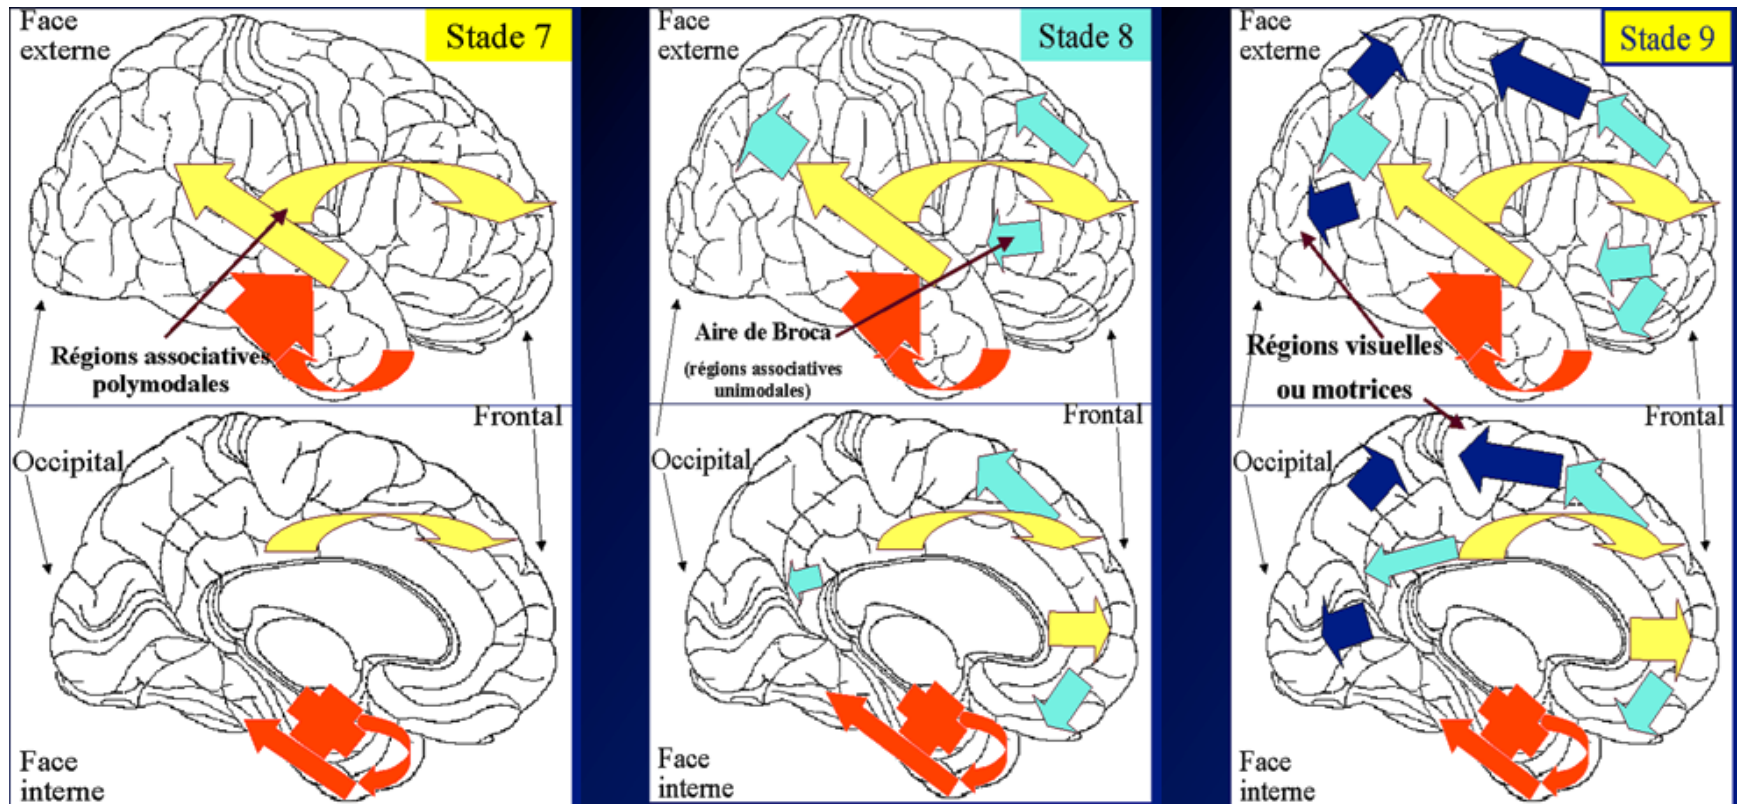 Face
externe
Stade 7
Régions associatives
polymodales
Frontal
Occipital
Face
interne
Face
externe
Stade 8
Aire de Broca
(régions associatives
unimodales)
Frontal
Occipital
Face
interne
Face
externe
Stade 9
Régions visuelles
ou motrices
Frontal
Occipital
Face
interne